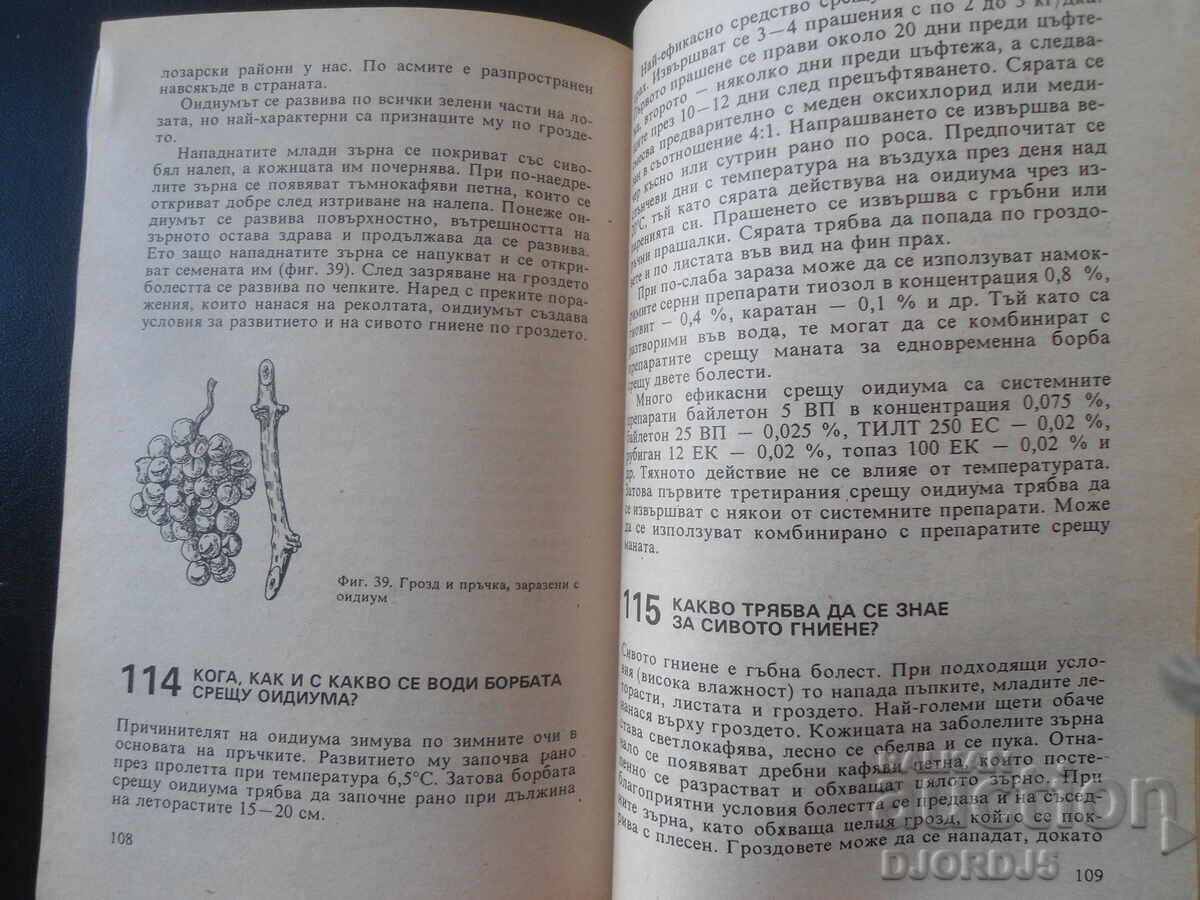 лозарски райони у нас. По асмите е разпространен
навсякъде в страната.
Оидиумът се развива по всички зелени части на ло-
зата, но най-характерни са признаците му по гроздe-
то.
Нападнатите млади зърна се покриват със сиво-
бял налеп, а кожицата им почернява. При по-наедре-
лите зърна се появяват тъмнокафяви петна, които се
откриват добре след изтриване на налепа. Понеже ои-
диумът се развива повърхностно, вътрешността на
зърното остава здрава и продължава да се развива.
Ето защо нападнатите зърна се напукват и се откри-
ват семената им (фиг. 39). След зазряване на гроздето
болестта се развива по чепките. Наред с преките пора-
жения, които нанася на реколтата, оидиумът създава
условия за развитието и на сивото гниене по гроздето.
Фиг. 39. Грозд и пръчка, заразени с
оидиум
114 КОГА, КАК И С КАКВО СЕ ВОДИ БОРБАТА
СРЕЩУ ОИДИУМА?
Причинителят на оидиума зимува по зимните очи в
основата на пръчките. Развитието му започва рано
през пролетта при температура 6,5°С. Затова борбата
срещу оидиума трябва да започне рано при дължина
на леторастите 15—20 см.
108
Най-ефикасно средство срещу
прах. Извършват се 3—4 прашения с по 2 до 3 кг/дка.
Първото прашене се прави около 20 дни преди цъфте-
жа, второто — няколко дни преди цъфтежа, а следва-
щите през 10—12 дни след прецъфтяването. Сярата се
смесва предварително с меден оксихлорид или меди-
кан в съотношение 4:1. Напрашването се извършва ве-
чер късно или сутрин рано по роса. Предпочитат се
слънчеви дни с температура на въздуха през деня над
20°С, тъй като сярата действува на оидиума чрез из-
паренията си. Прашенето се извършва с гръбни или
ръчни прашалки. Сярата трябва да попада по гроздо-
вете и по листата във вид на фин прах.
При по-слаба зараза може да се използуват намок-
римите серни препарати тиозол в концентрация 0,8 %,
тиовит — 0,4 %, каратан — 0,1 % и др. Тъй като са
разтворими във вода, те могат да се комбинират с
препаратите срещу маната за едновременна борба
срещу двете болести.
Много ефикасни срещу оидиума са системните
препарати байлетон 5 ВП в концентрация 0,075 %,
байлетон 25 ВП — 0,025 %, ТИЛТ 250 ЕС — 0,02 %,
рубиган 12 ЕК — 0,02 %, топаз 100 ЕК — 0,02 % и
др. Тяхното действие не се влияе от температурата.
Затова първите третирания срещу оидиума трябва да
се извършват с някои от системните препарати. Може
да се използуват комбинирано с препаратите срещу
маната.
115 КАКВО ТРЯБВА ДА СЕ ЗНАЕ
ЗА СИВОТО ГНИЕНЕ?
Сивото гниене е гъбна болест. При подходящи усло-
вия (висока влажност) то напада пъпките, младите ле-
торасти, листата и гроздето. Най-големи щети обаче
нанася върху гроздето. Кожицата на заболелите зърна
става светлокафява, лесно се обелва и се пука. Отна-
чало се появяват дребни кафяви петна, които посте-
пенно се разрастват и обхващат цялото зърно. При
благоприятни условия болестта се предава и на съсед-
ните зърна, като обхваща целия грозд, който се пок-
рива с плесен. Гроздовете може да се нападат, докато
109
БАЛКАН
auction
DJORDJ5